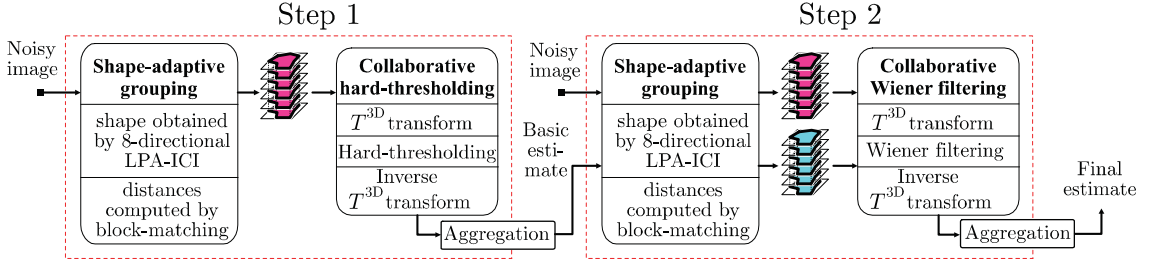 Step 1
Noisy
image
Shape-adaptive
grouping
shape obtained
by 8-directional
LPA-ICI
distances
computed by
block-matching
Collaborative
hard-thresholding
T^3D transform
Hard-thresholding
Inverse
T^3D transform
Aggregation
Basic
esti-
mate
Step 2
Noisy
image
Shape-adaptive
grouping
shape obtained
by 8-directional
LPA-ICI
distances
computed by
block-matching
Collaborative
Wiener filtering
T^3D transform
Wiener filtering
Inverse
T^3D transform
Aggregation
Final
estimate